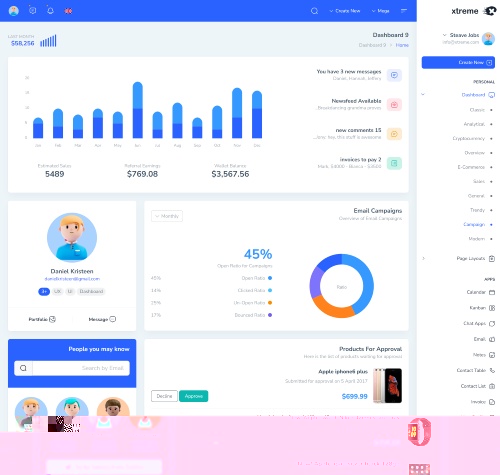 xtreme
Create New
Mega
Steave Jobs
info@xtreme.com
Create New
PERSONAL
Dashboard
Classic
Analytical
Cryptocurrency
Overview
E-Commerce
Sales
General
Trendy
Campaign
Modern
Page Layouts
APPS
Calendar
Kanban
Chat Apps
Email
Notes
Contact Table
Contact List
Invoice
Dashboard 9
Dashboard 9 > Home
LAST MONTH
$58,256
You have 3 new messages
Daniel, Hannah, Jeffery
Newsfeed Available
new comments 15
invoices to pay 2
Jan Feb Mar Apr May Jun Jul Aug Sep Oct Nov Dec
Estimated Sales
5489
Referral Earnings
$769.08
Wallet Balance
$3,567.56
Daniel Kristeen
danielkristeen@gmail.com
UX
UI
Dashboard
Portfolio
Message
Monthly
Email Campaigns
Overview of Email Campaigns
45%
Open Ratio for Campaigns
45% Open Ratio
14% Clicked Ratio
25% Un-Open Ratio
17% Bounced Ratio
Ratio
People you may know
Search by Email
Products For Approval
Here is the list of products waiting for approval
Apple iphone6 plus
Submitted for approval on 5 April 2017
$699.99
Decline
Approve